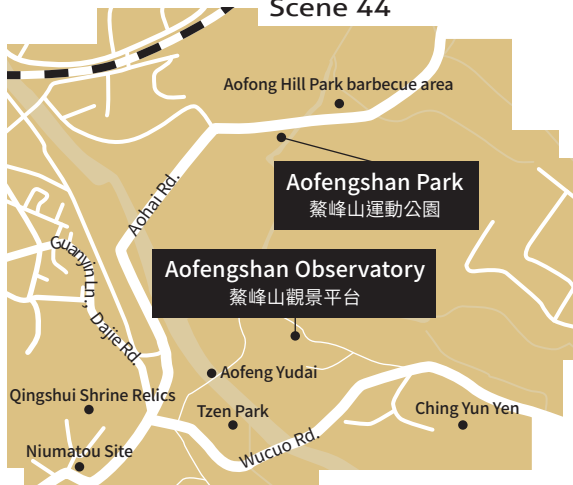 Scene 44
Aofong Hill Park barbecue area
Aofengshan Park
鰲峰山運動公園
Aohai Rd.
Guanyin Ln., Dajie Rd.
Aofengshan Observatory
鰲峰山觀景平台
Aofeng Yudai
Qingshui Shrine Relics
Tzen Park
Ching Yun Yen
Wucuo Rd.
Niumatou Site